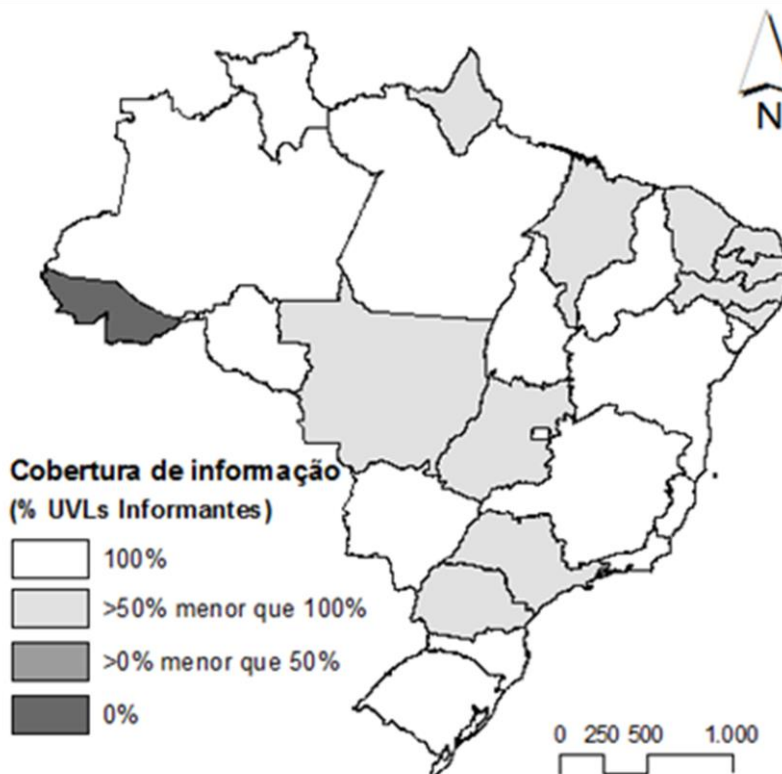 N
Cobertura de informação
(% UVLs Informantes)
100%
>50% menor que 100%
>0% menor que 50%
0%
0 250 500 1.000